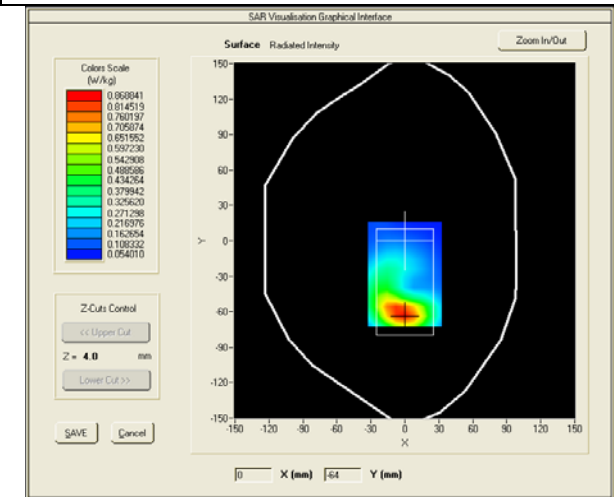 SAR Visualisation Graphical Interface
Surface Radiated Intensity
Zoom In/Out
Colors Scale
(W/kg)
0.868841
0.814519
0.760197
0.705874
0.651552
0.597230
0.542908
0.488586
0.434264
0.379942
0.325620
0.271298
0.216976
0.162654
0.108332
0.054010
Z-Cuts Control
<< Upper Cut
Z = 4.0 mm
Lower Cut >>
SAVE
Cancel
150
120
90
60
30
0
-30
-60
-90
-120
-150
Y
-150 -120 -90 -60 -30 0 30 60 90 120 150
X
0 X (mm) -64 Y (mm)